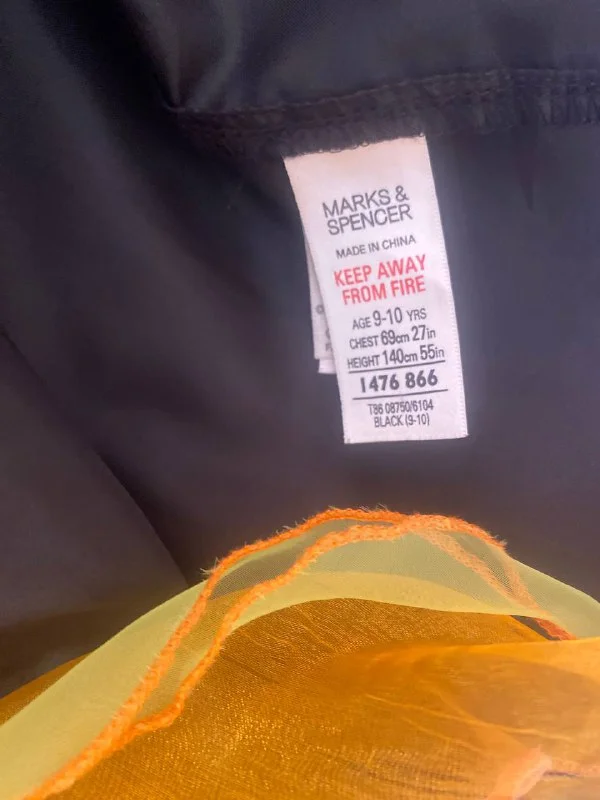 MARKS &
SPENCER
MADE IN CHINA
KEEP AWAY
FROM FIRE
AGE 9-10 YRS
CHEST 69cm 27in
HEIGHT 140cm 55in
1476 866
T86 08750/6104
BLACK (9-10)